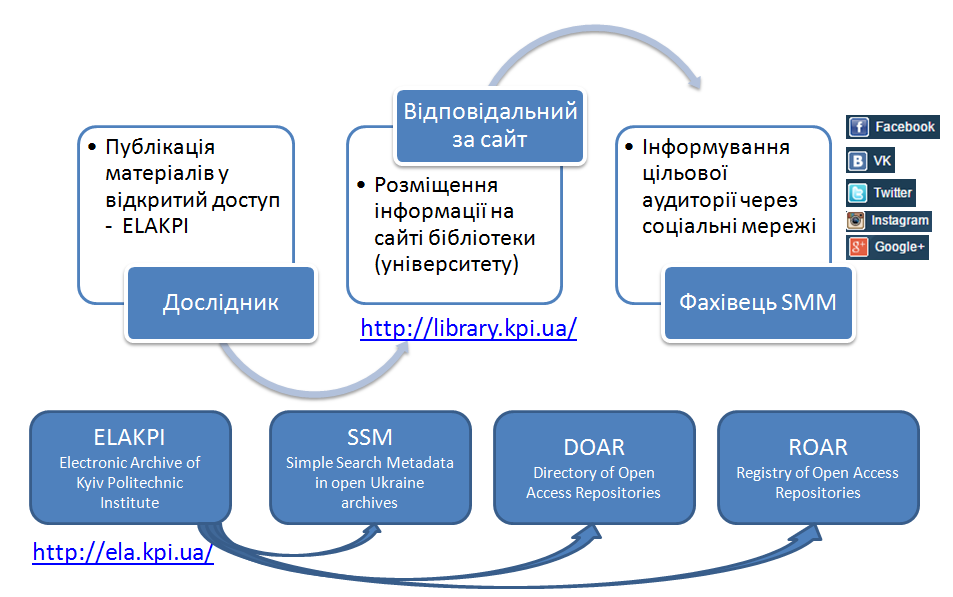 • Публікація
матеріалів у
відкритий доступ
- ELAKPI
Дослідник
Відповідальний
за сайт
• Розміщення
інформації на
сайті бібліотеки
(університету)
http://library.kpi.ua/
• Інформування
цільової
аудиторії через
соціальні мережі
Фахівець SMM
Facebook
VK
Twitter
Instagram
Google+
ELAKPI
Electronic Archive of
Kyiv Politechnic
Institute
http://ela.kpi.ua/
SSM
Simple Search Metadata
in open Ukraine
archives
DOAR
Directory of Open
Access Repositories
ROAR
Registry of Open Access
Repositories